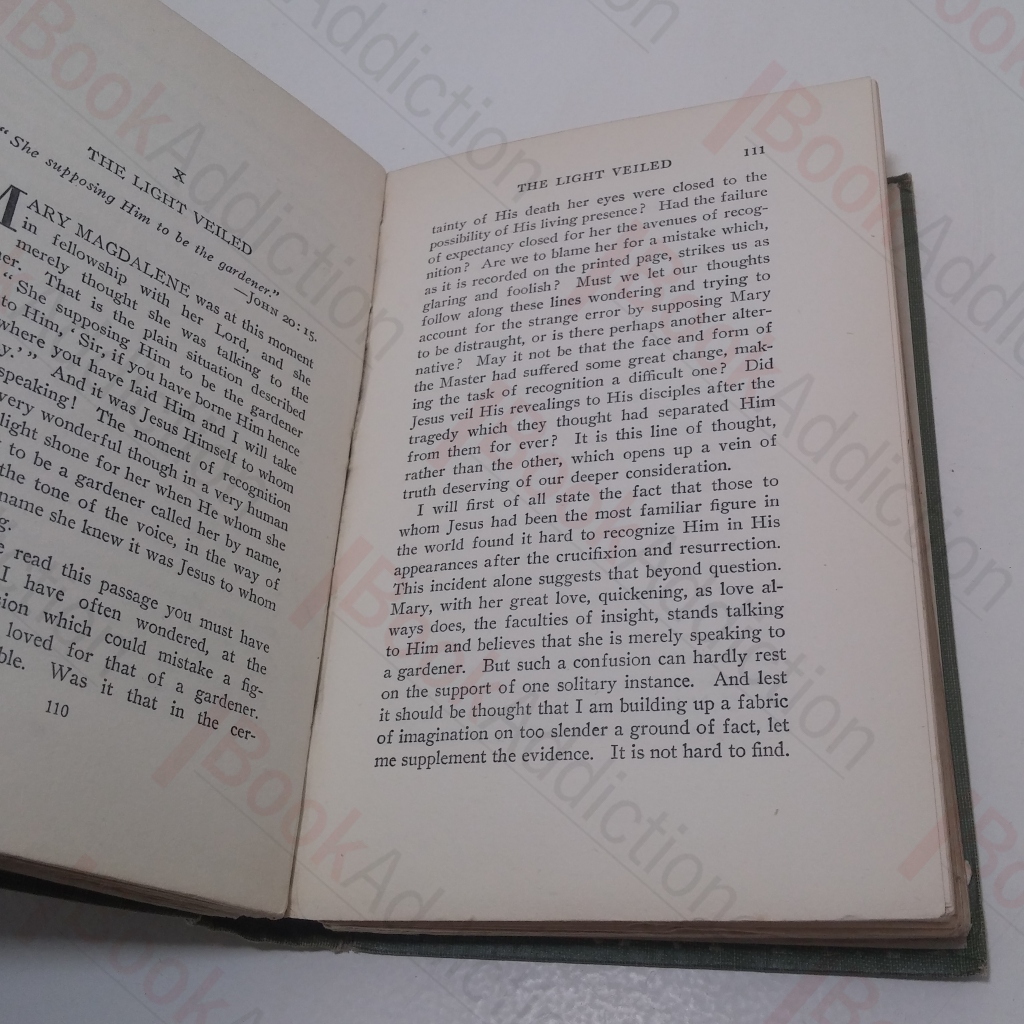 X
THE LIGHT VEILED
"She supposing Him to be the gardener."
—JOHN 20:15.
MARY MAGDALENE was at this moment
in fellowship with her Lord, and she
merely thought she was talking to the
That is the plain situation described
"She supposing Him to be the gardener
to Him, 'Sir, if you have borne Him hence
where you have laid Him and I will take
And it was Jesus Himself to whom
speaking! The moment of recognition
very wonderful though in a very human
light shone for her when He whom she
to be a gardener called her by name,
the tone of the voice, in the way of
name she knew it was Jesus to whom
read this passage you must have
I have often wondered, at the
which could mistake a fig-
loved for that of a gardener.
Was it that in the cer-
110
THE LIGHT VEILED
111
tainty of His death her eyes were closed to the
possibility of His living presence? Had the failure
of expectancy closed for her the avenues of recog-
nition? Are we to blame her for a mistake which,
as it is recorded on the printed page, strikes us as
glaring and foolish? Must we let our thoughts
follow along these lines wondering and trying to
account for the strange error by supposing Mary
to be distraught, or is there perhaps another alter-
native? May it not be that the face and form of
the Master had suffered some great change, mak-
ing the task of recognition a difficult one? Did
Jesus veil His revealings to His disciples after the
tragedy which they thought had separated Him
from them for ever? It is this line of thought,
rather than the other, which opens up a vein of
truth deserving of our deeper consideration.
I will first of all state the fact that those to
whom Jesus had been the most familiar figure in
the world found it hard to recognize Him in His
appearances after the crucifixion and resurrection.
This incident alone suggests that beyond question.
Mary, with her great love, quickening, as love al-
ways does, the faculties of insight, stands talking
to Him and believes that she is merely speaking to
a gardener. But such a confusion can hardly rest
on the support of one solitary instance. And lest
it should be thought that I am building up a fabric
of imagination on too slender a ground of fact, let
me supplement the evidence. It is not hard to find.
BookAddiction